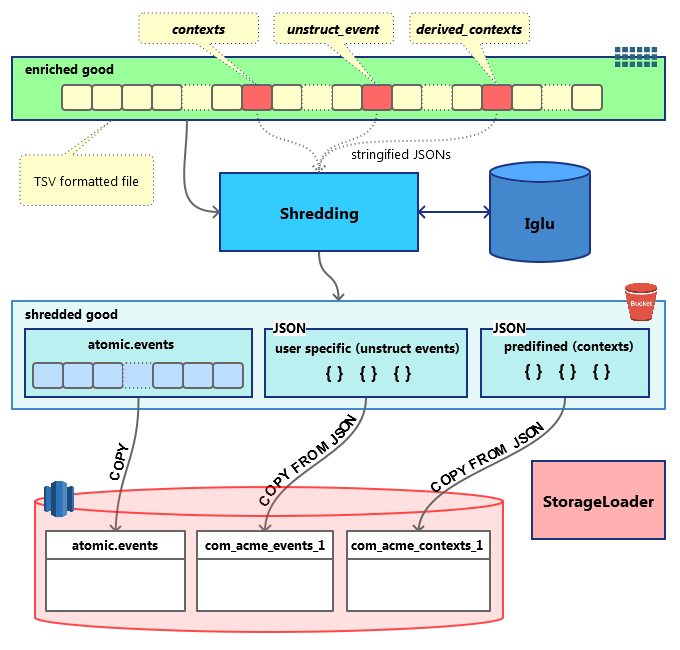 contexts
unstruct_event
derived_contexts
enriched good
stringified JSONs
TSV formatted file
Shredding
Iglu
Bucket
shredded good
atomic.events
JSON
user specific (unstruct events)
{ } { } { }
JSON
predifined (contexts)
{ } { } { }
COPY
COPY FROM JSON
COPY FROM JSON
StorageLoader
atomic.events
com_acme_events_1
com_acme_contexts_1